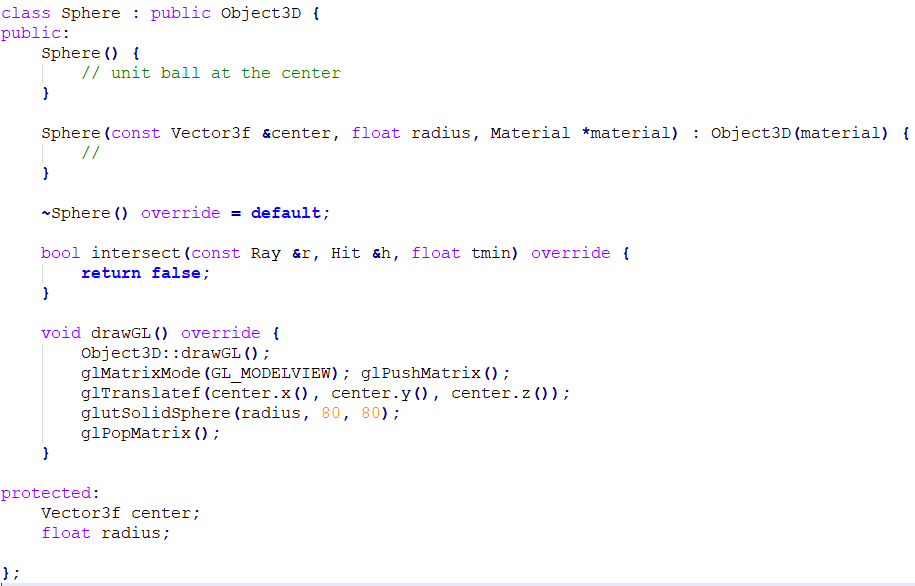 class Sphere : public Object3D {
public:
    Sphere() {
        // unit ball at the center
    }

    Sphere(const Vector3f &center, float radius, Material *material) : Object3D(material) {
        //
    }

    ~Sphere() override = default;

    bool intersect(const Ray &r, Hit &h, float tmin) override {
        return false;
    }

    void drawGL() override {
        Object3D::drawGL();
        glMatrixMode(GL_MODELVIEW); glPushMatrix();
        glTranslatef(center.x(), center.y(), center.z());
        glutSolidSphere(radius, 80, 80);
        glPopMatrix();
    }

protected:
    Vector3f center;
    float radius;

};